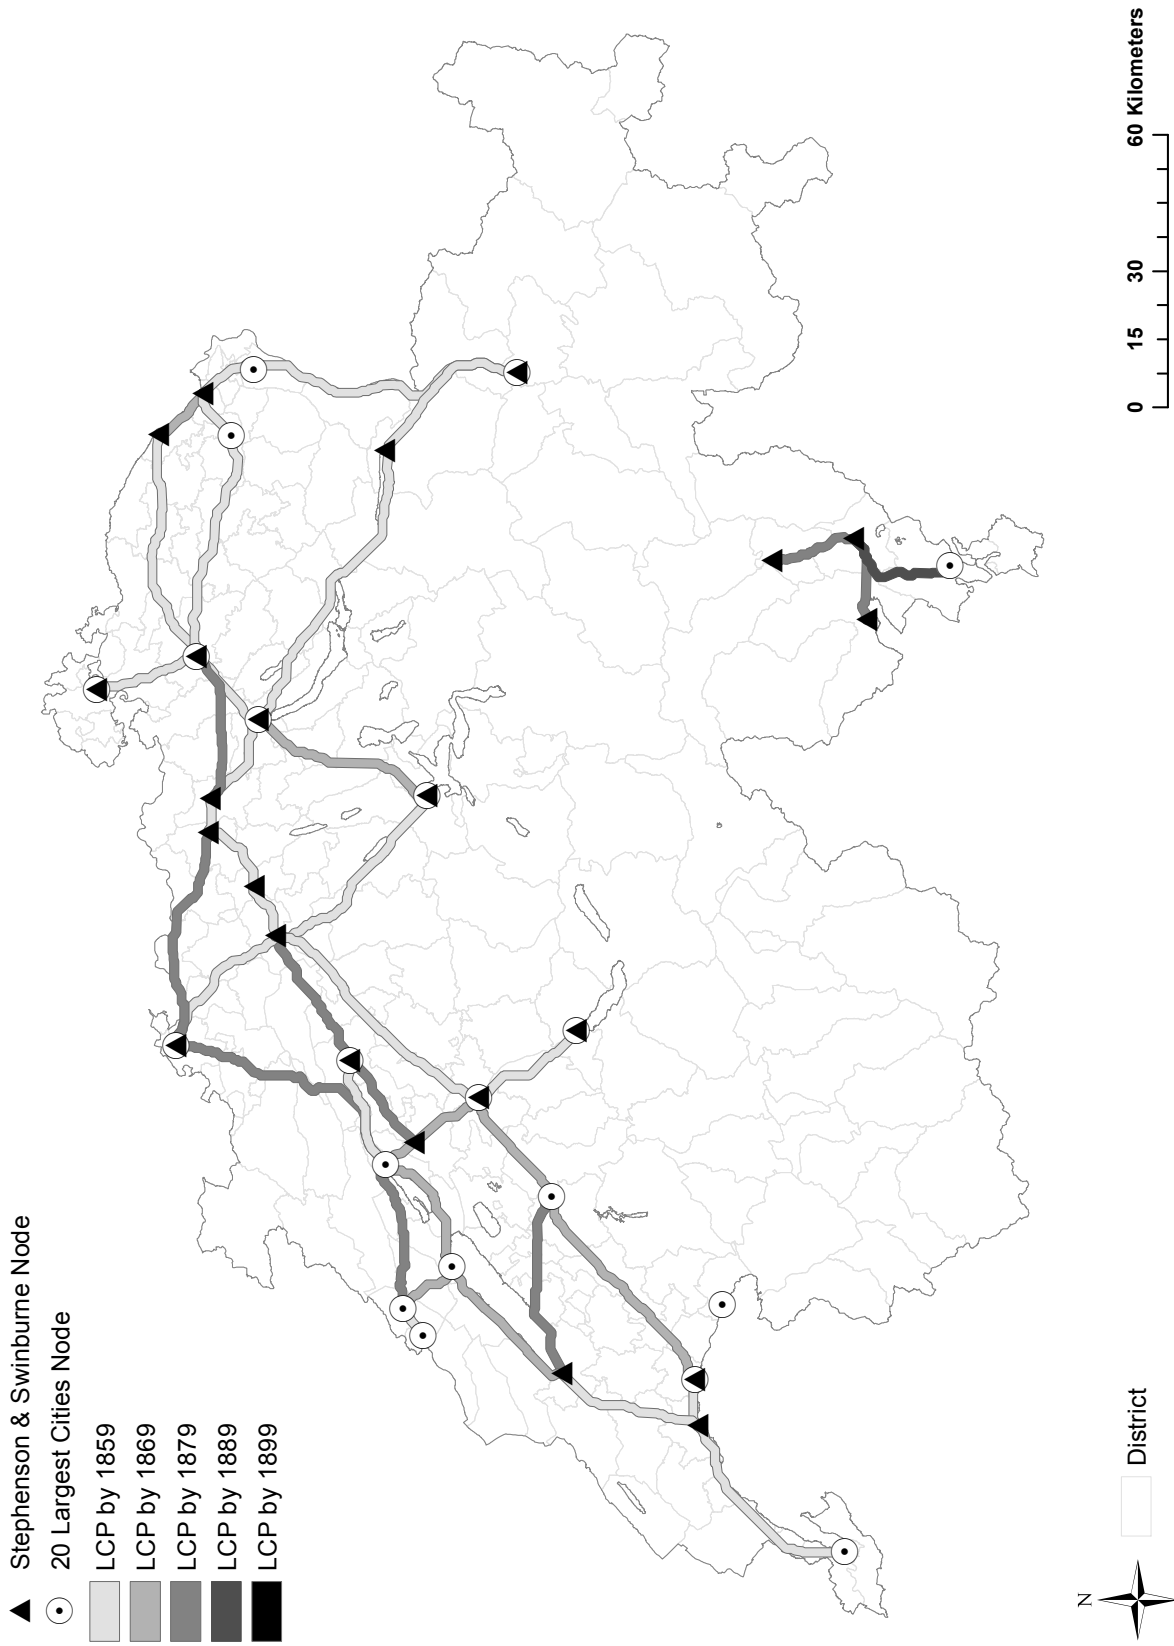 Stephenson & Swinburne Node
20 Largest Cities Node
LCP by 1859
LCP by 1869
LCP by 1879
LCP by 1889
LCP by 1899
N
District
0 15 30 60 Kilometers